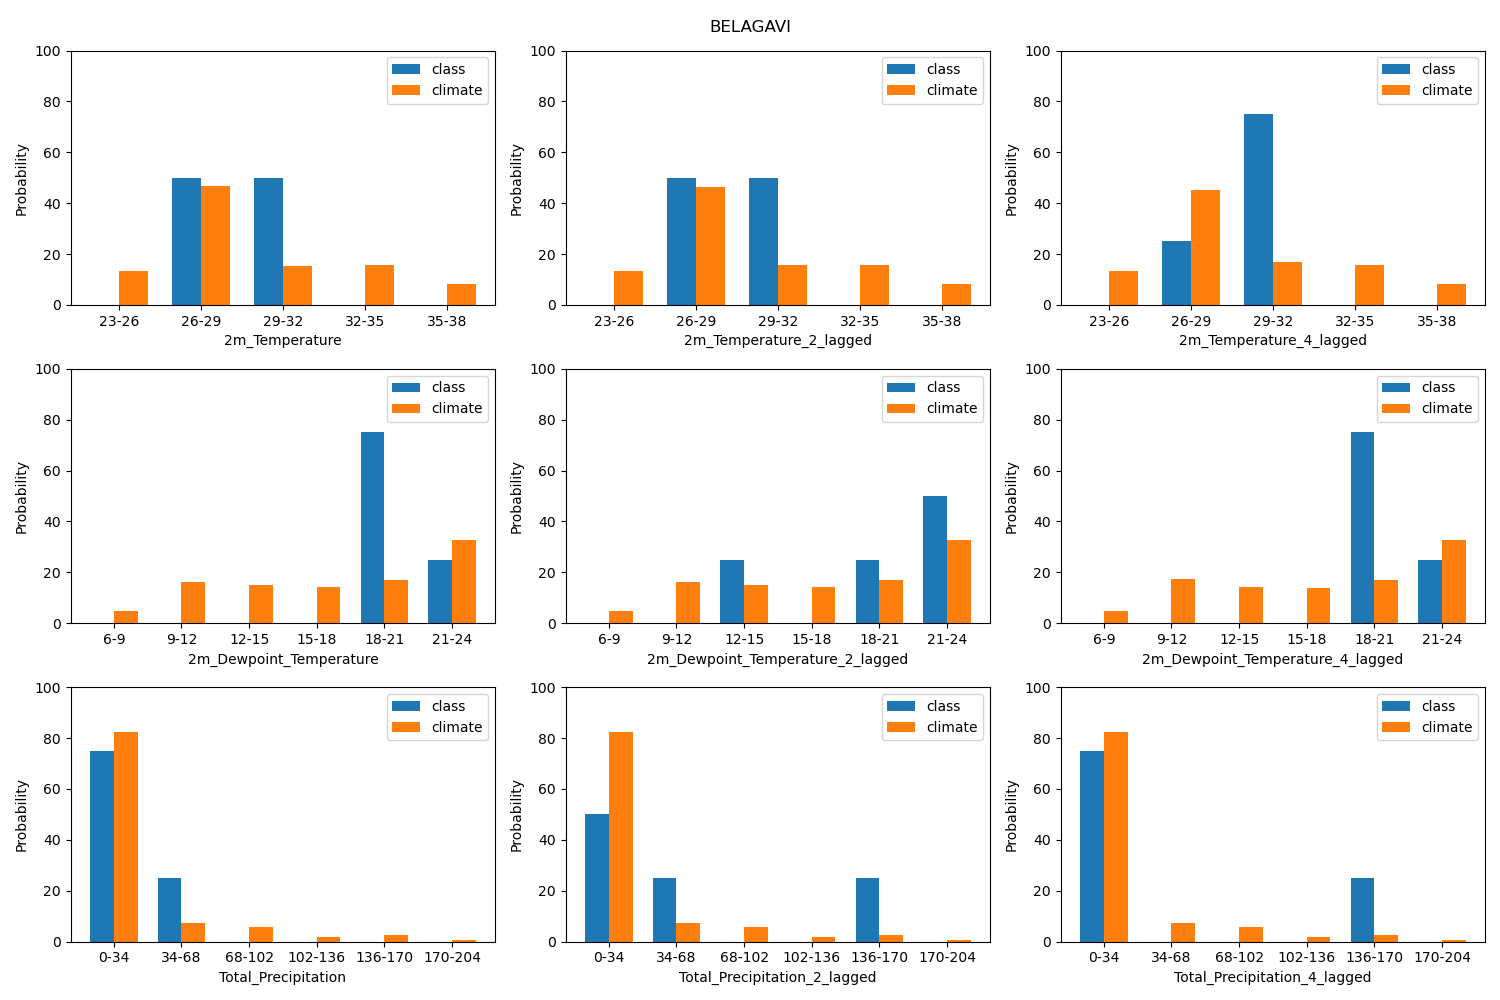 BELAGAVI
100
80
60
40
20
0
Probability
class
climate
23-26 26-29 29-32 32-35 35-38
2m_Temperature
100
80
60
40
20
0
Probability
class
climate
23-26 26-29 29-32 32-35 35-38
2m_Temperature_2_lagged
100
80
60
40
20
0
Probability
class
climate
23-26 26-29 29-32 32-35 35-38
2m_Temperature_4_lagged
100
80
60
40
20
0
Probability
class
climate
6-9 9-12 12-15 15-18 18-21 21-24
2m_Dewpoint_Temperature
100
80
60
40
20
0
Probability
class
climate
6-9 9-12 12-15 15-18 18-21 21-24
2m_Dewpoint_Temperature_2_lagged
100
80
60
40
20
0
Probability
class
climate
6-9 9-12 12-15 15-18 18-21 21-24
2m_Dewpoint_Temperature_4_lagged
100
80
60
40
20
0
Probability
class
climate
0-34 34-68 68-102 102-136 136-170 170-204
Total_Precipitation
100
80
60
40
20
0
Probability
class
climate
0-34 34-68 68-102 102-136 136-170 170-204
Total_Precipitation_2_lagged
100
80
60
40
20
0
Probability
class
climate
0-34 34-68 68-102 102-136 136-170 170-204
Total_Precipitation_4_lagged